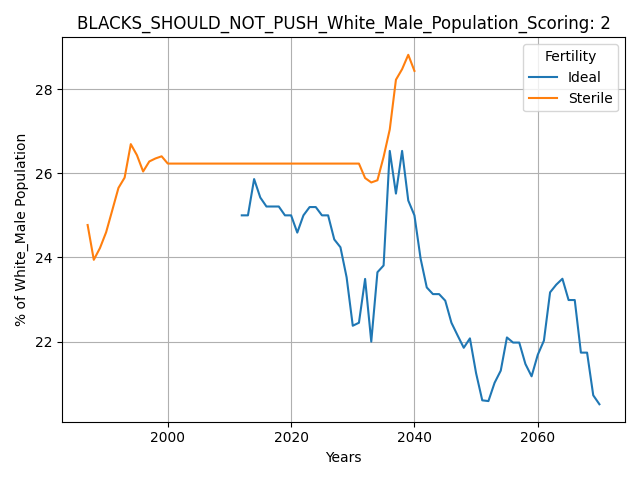 BLACKS_SHOULD_NOT_PUSH_White_Male_Population_Scoring: 2
Fertility
Ideal
Sterile
% of White_Male Population
28
26
24
22
2000 2020 2040 2060
Years